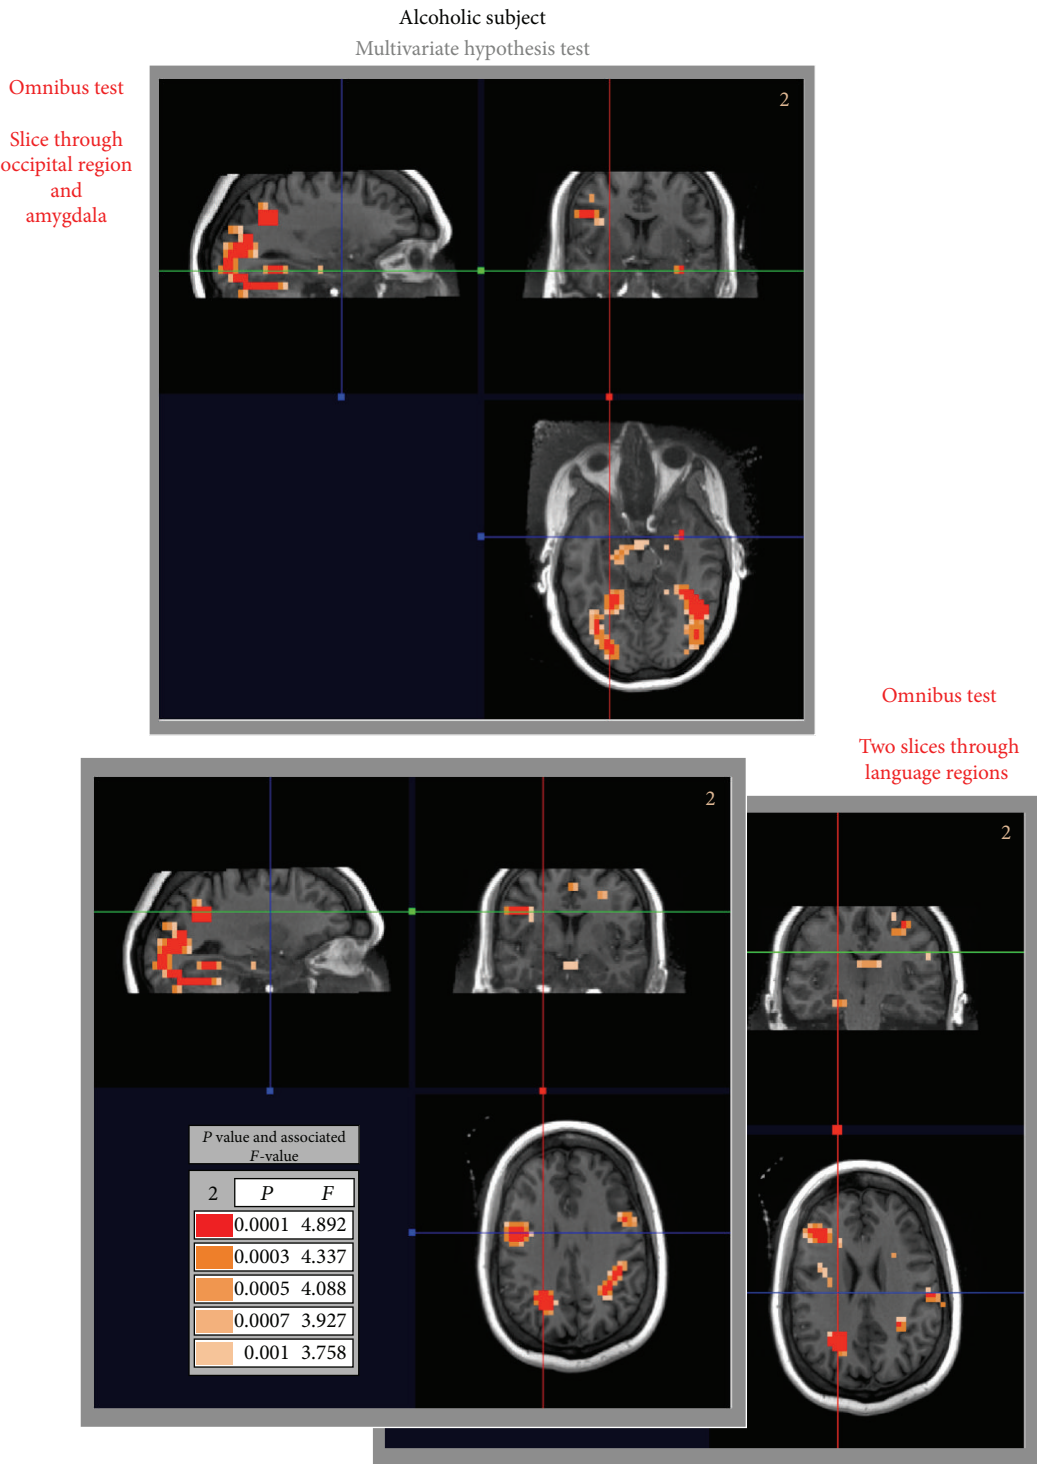 Alcoholic subject
Multivariate hypothesis test
Omnibus test
Slice through
occipital region
and
amygdala
2
Omnibus test
Two slices through
language regions
2
2
P value and associated
F-value
2 P F
0.0001 4.892
0.0003 4.337
0.0005 4.088
0.0007 3.927
0.001 3.758